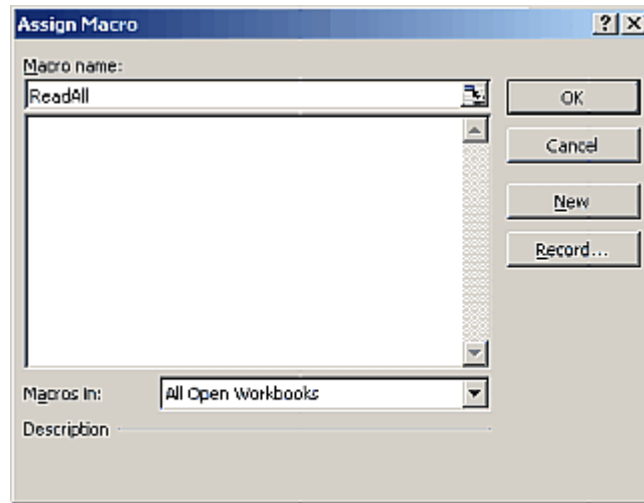 Assign Macro
Macro name:
ReadAll
OK
Cancel
New
Record...
Macros in: All Open Workbooks
Description